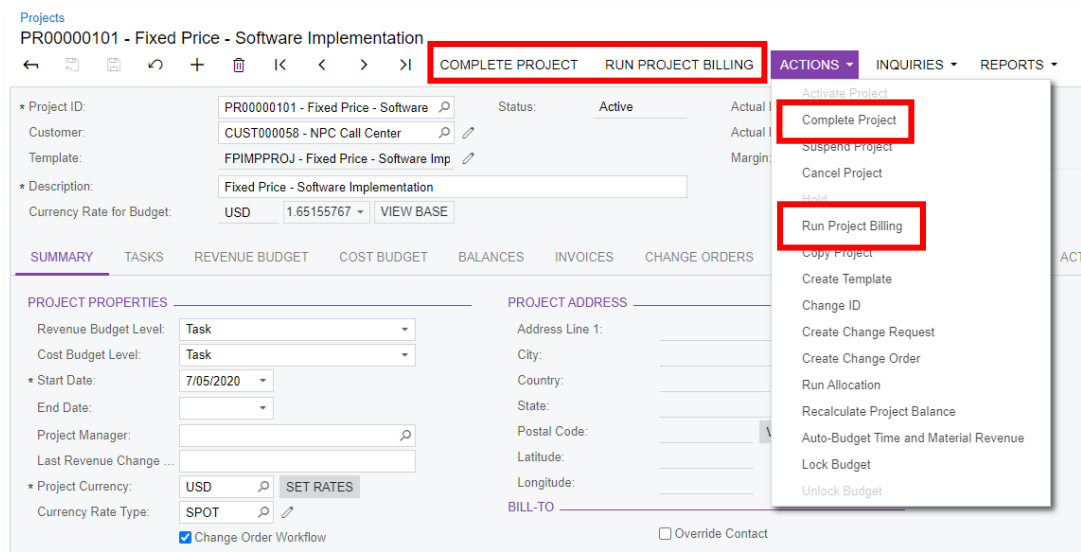 Projects
PR00000101 - Fixed Price - Software Implementation
COMPLETE PROJECT RUN PROJECT BILLING ACTIONS INQUIRIES REPORTS
Activate Project
* Project ID: PR00000101 - Fixed Price - Software Status: Active Actual
Complete Project
Customer: CUST000058 - NPC Call Center Actual
Suspend Project
Template: FPIMPPROJ - Fixed Price - Software Imp Margin:
Cancel Project
* Description: Fixed Price - Software Implementation
Hold
Currency Rate for Budget: USD 1.65155767 VIEW BASE
Run Project Billing
Copy Project
SUMMARY TASKS REVENUE BUDGET COST BUDGET BALANCES INVOICES CHANGE ORDERS ACT
Create Template
PROJECT PROPERTIES PROJECT ADDRESS
Change ID
Revenue Budget Level: Task Address Line 1:
Create Change Request
Cost Budget Level: Task City:
Create Change Order
* Start Date: 7/05/2020 Country:
Run Allocation
End Date: State:
Recalculate Project Balance
Project Manager: Postal Code:
Auto-Budget Time and Material Revenue
Last Revenue Change ... Latitude:
Lock Budget
* Project Currency: USD SET RATES Longitude:
Unlock Budget
BILL-TO
Currency Rate Type: SPOT
Change Order Workflow Override Contact